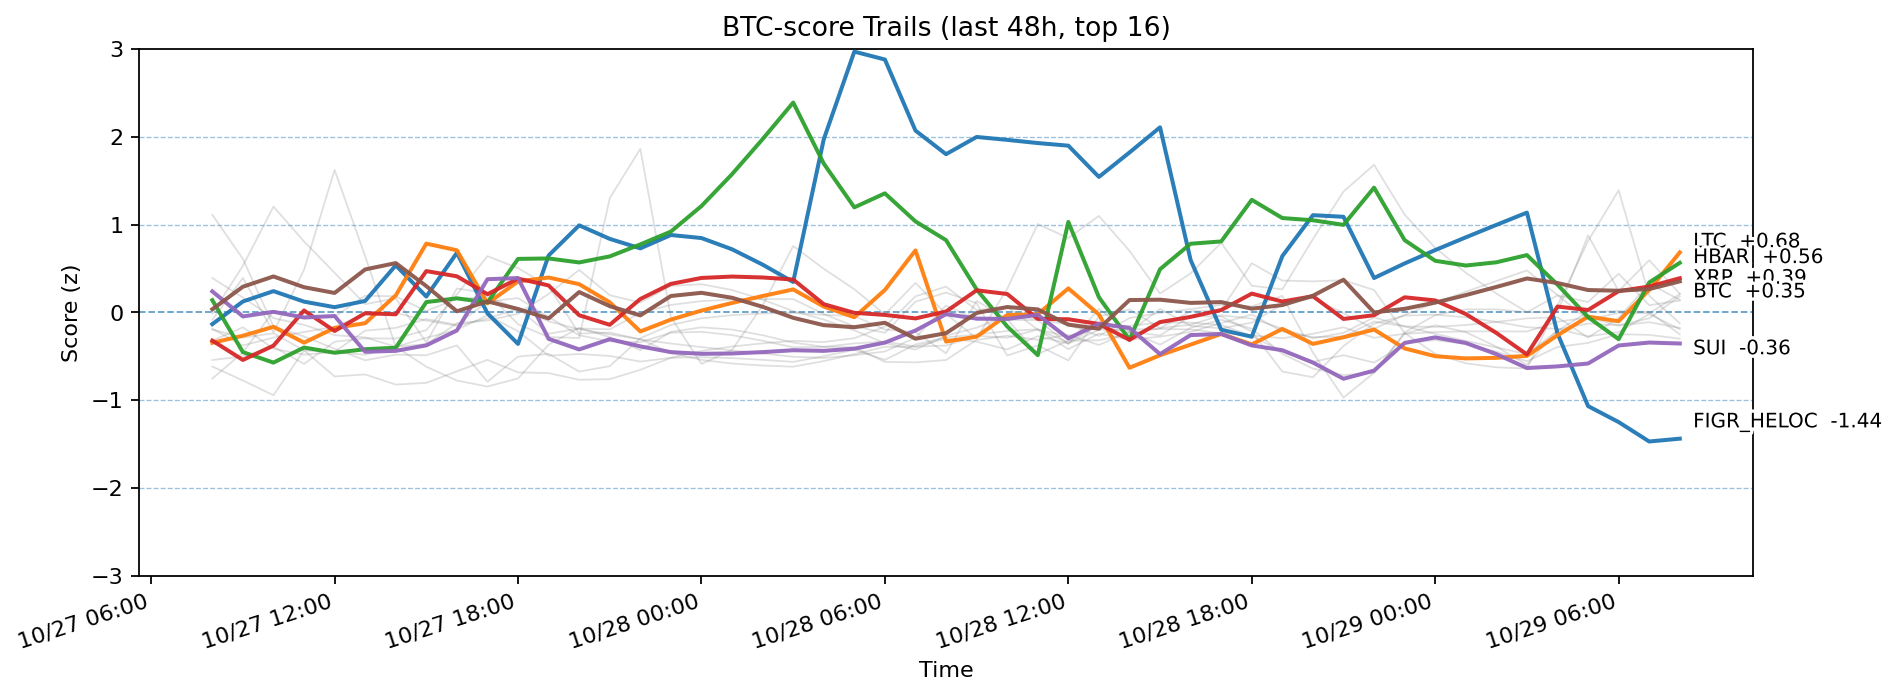 BTC-score Trails (last 48h, top 16)
3
2
1
0
−1
−2
−3
Score (z)
LTC +0.68
HBAR +0.56
XRP +0.39
BTC +0.35
SUI -0.36
FIGR_HELOC -1.44
10/27 06:00
10/27 12:00
10/27 18:00
10/28 00:00
10/28 06:00
10/28 12:00
10/28 18:00
10/29 00:00
10/29 06:00
Time